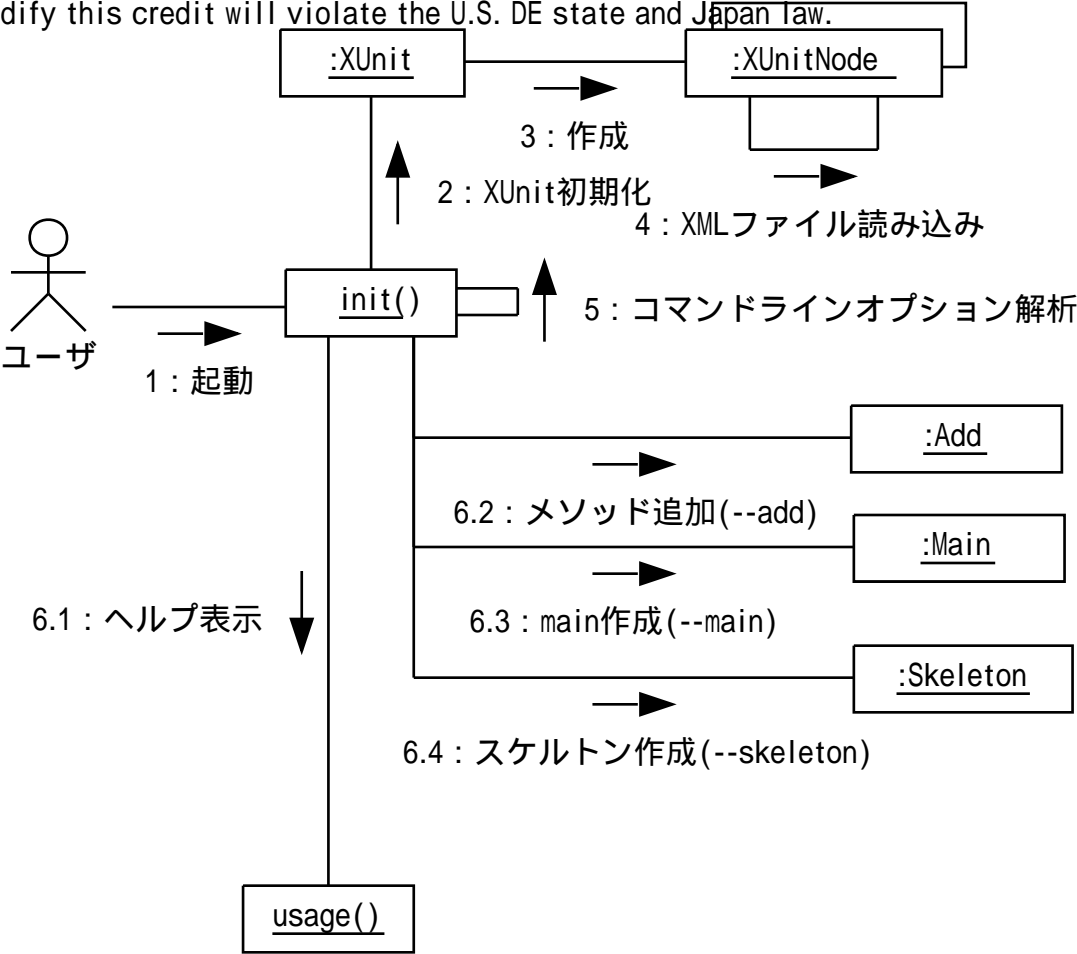 dify this credit will violate the U.S. DE state and Japan law.
:XUnit
:XUnitNode
3：作成
2：XUnit初期化
4：XMLファイル読み込み
init()
5：コマンドラインオプション解析
ユーザ
1：起動
:Add
6.2：メソッド追加(--add)
:Main
6.1：ヘルプ表示
6.3：main作成(--main)
:Skeleton
6.4：スケルトン作成(--skeleton)
usage()